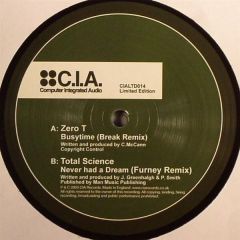 C.I.A.
Computer Integrated Audio
CIALTD014
Limited Edition
A: Zero T
Busytime (Break Remix)
Written and produced by C.McCann
Copyright Control
B: Total Science
Never had a Dream (Furney Remix)
Written and produced by J. Greenhalgh & P. Smith
Published by Man Music Publishing